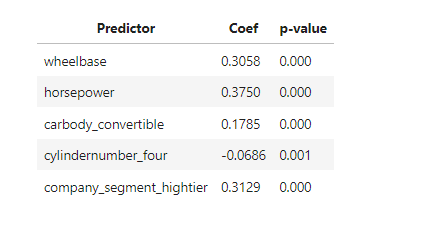 Predictor Coef p-value
wheelbase 0.3058 0.000
horsepower 0.3750 0.000
carbody_convertible 0.1785 0.000
cylindernumber_four -0.0686 0.001
company_segment_hightier 0.3129 0.000